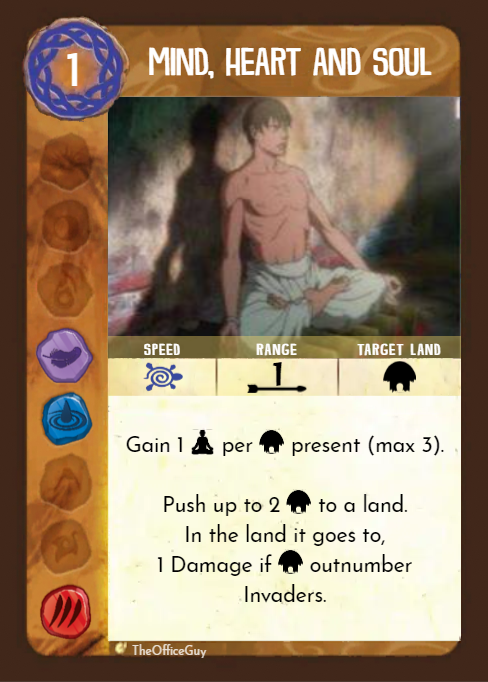 1
MIND, HEART AND SOUL
SPEED
RANGE
TARGET LAND
1
Gain 1 per present (max 3).
Push up to 2 to a land.
In the land it goes to,
1 Damage if outnumber
Invaders.
TheOfficeGuy